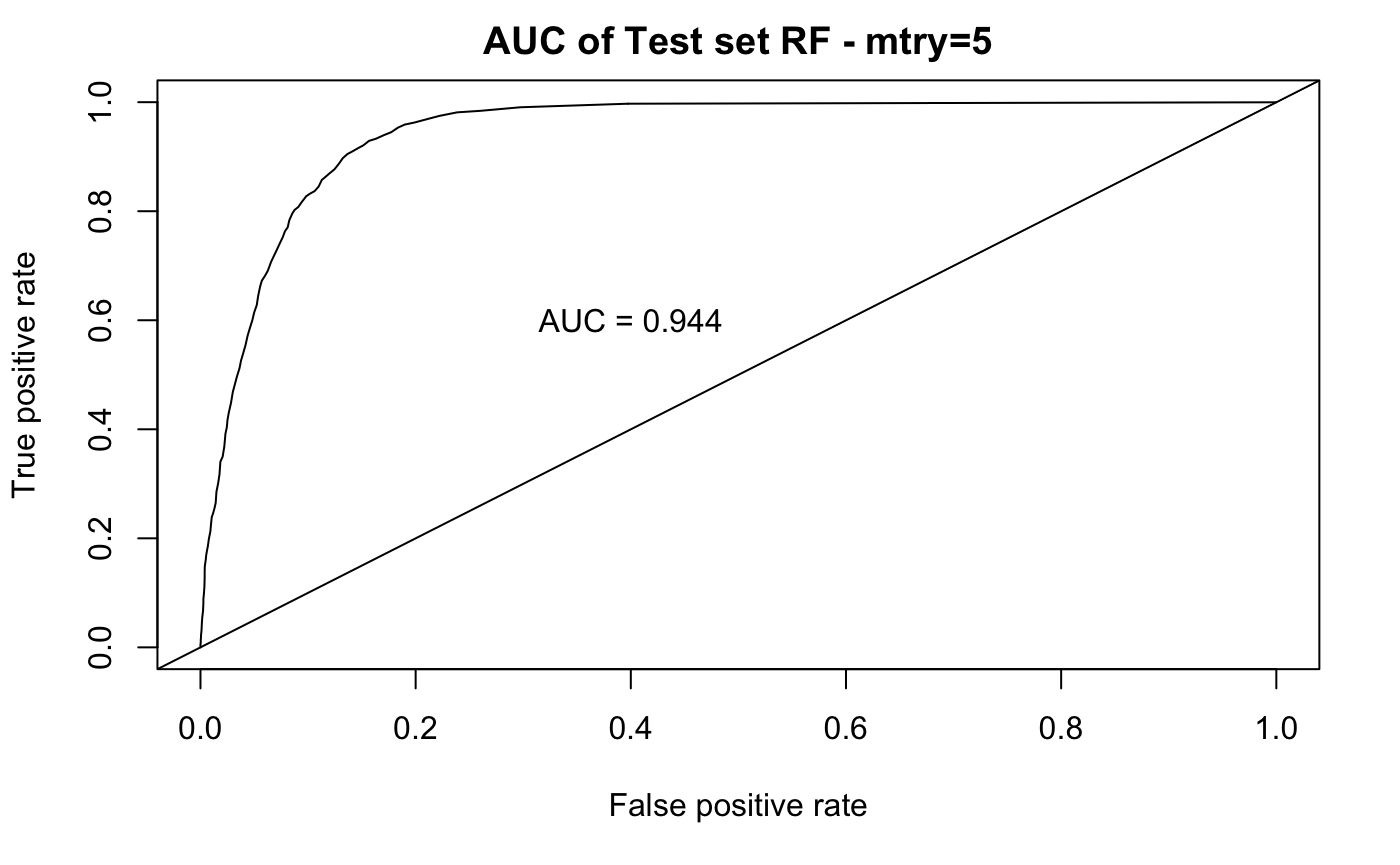 AUC of Test set RF - mtry=5
True positive rate
1.0
0.8
0.6
0.4
0.2
0.0
AUC = 0.944
0.0 0.2 0.4 0.6 0.8 1.0
False positive rate